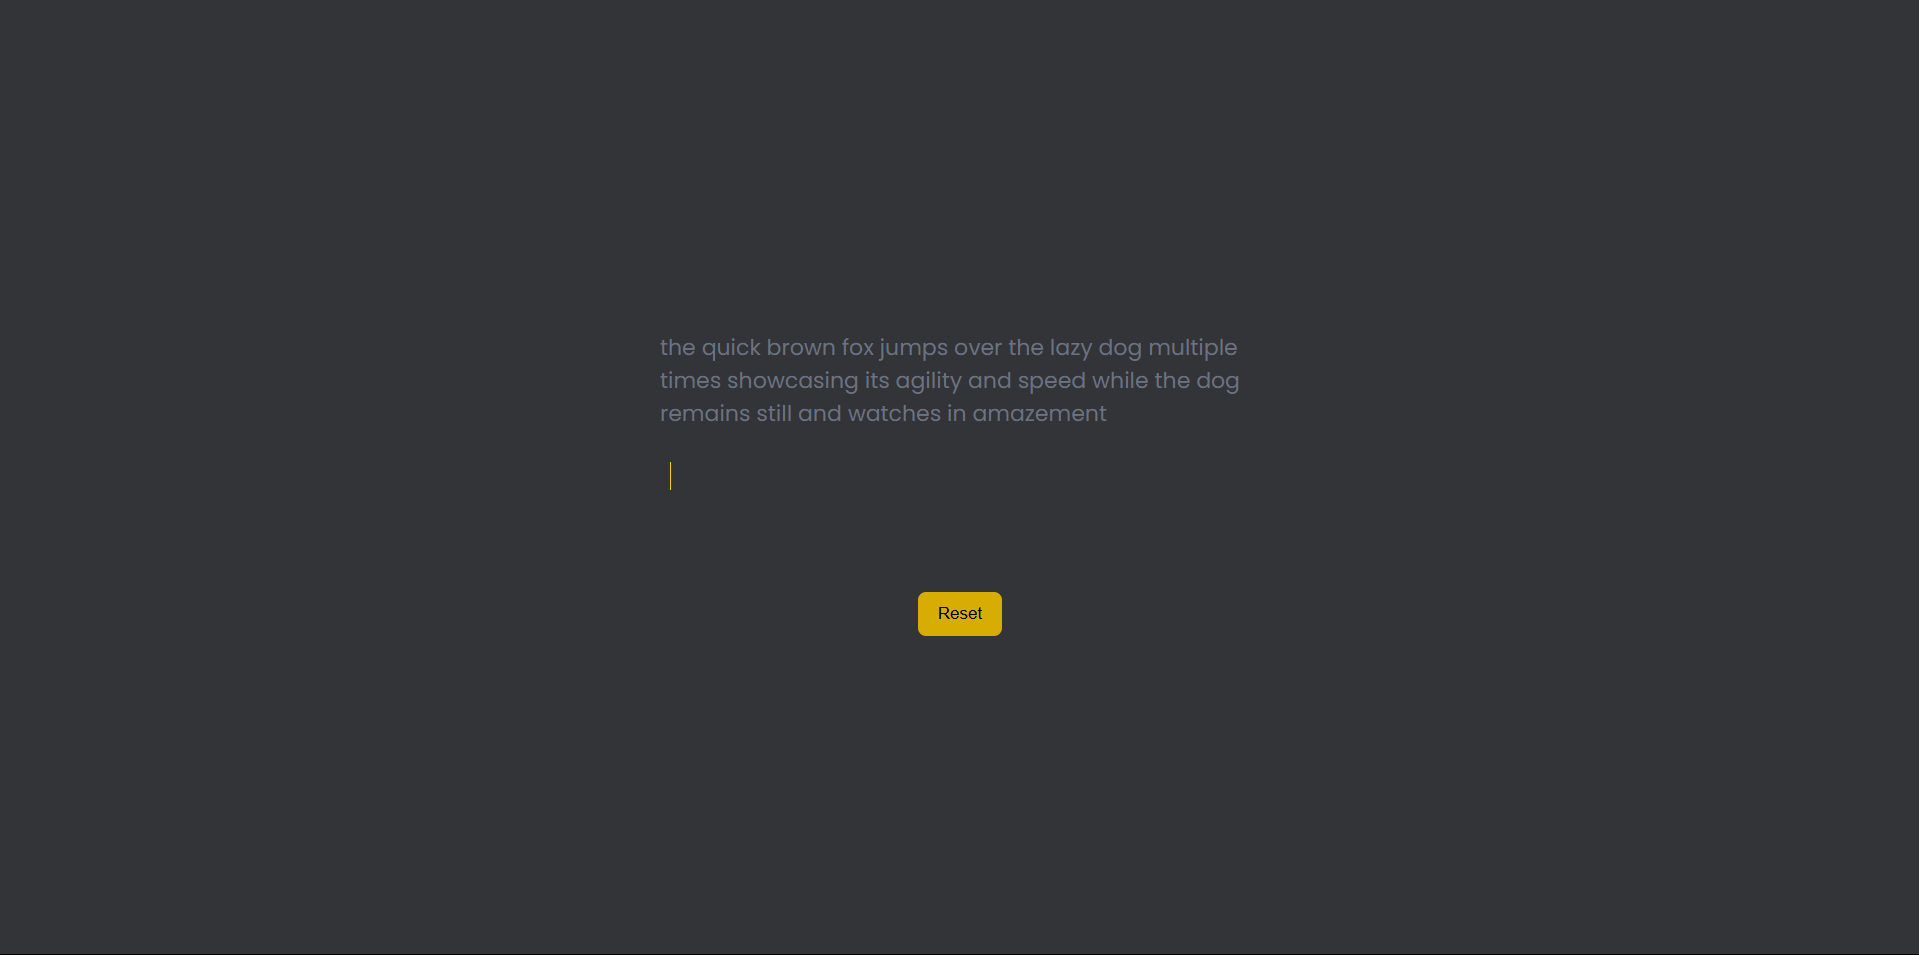 the quick brown fox jumps over the lazy dog multiple
times showcasing its agility and speed while the dog
remains still and watches in amazement
Reset